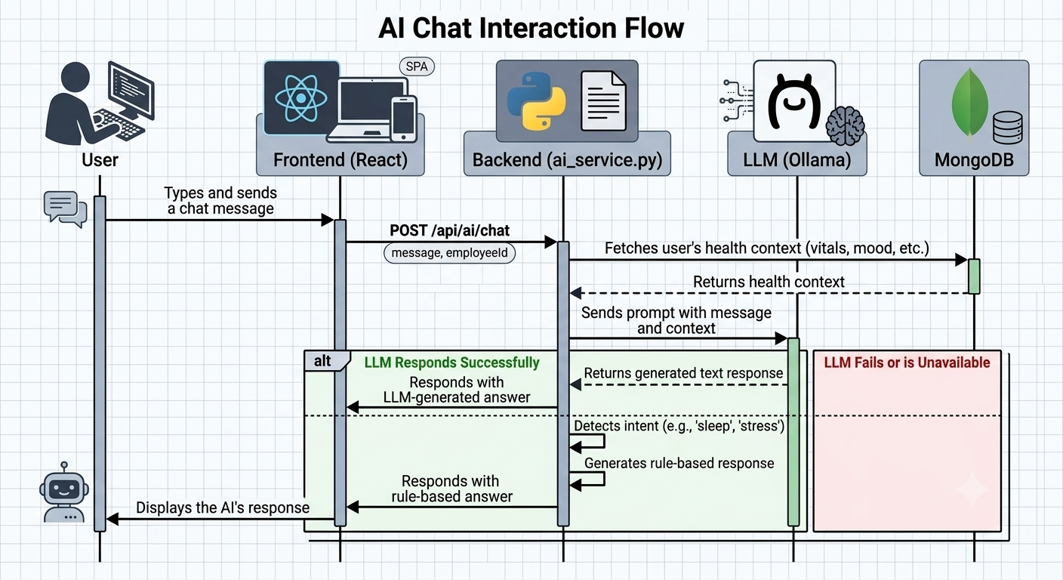 AI Chat Interaction Flow
SPA
User
Frontend (React)
Backend (ai_service.py)
LLM (Ollama)
MongoDB
Types and sends
a chat message
POST /api/ai/chat
message, employeeId
Fetches user's health context (vitals, mood, etc.)
Returns health context
Sends prompt with message
and context
alt
LLM Responds Successfully
LLM Fails or is Unavailable
Returns generated text response
Responds with
LLM-generated answer
Detects intent (e.g., 'sleep', 'stress')
Generates rule-based response
Responds with
rule-based answer
Displays the AI's response